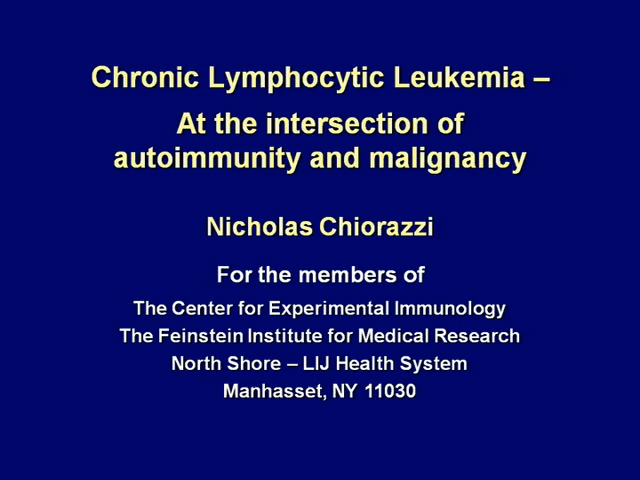 Chronic Lymphocytic Leukemia –
At the intersection of
autoimmunity and malignancy
Nicholas Chiorazzi
For the members of
The Center for Experimental Immunology
The Feinstein Institute for Medical Research
North Shore – LIJ Health System
Manhasset, NY 11030